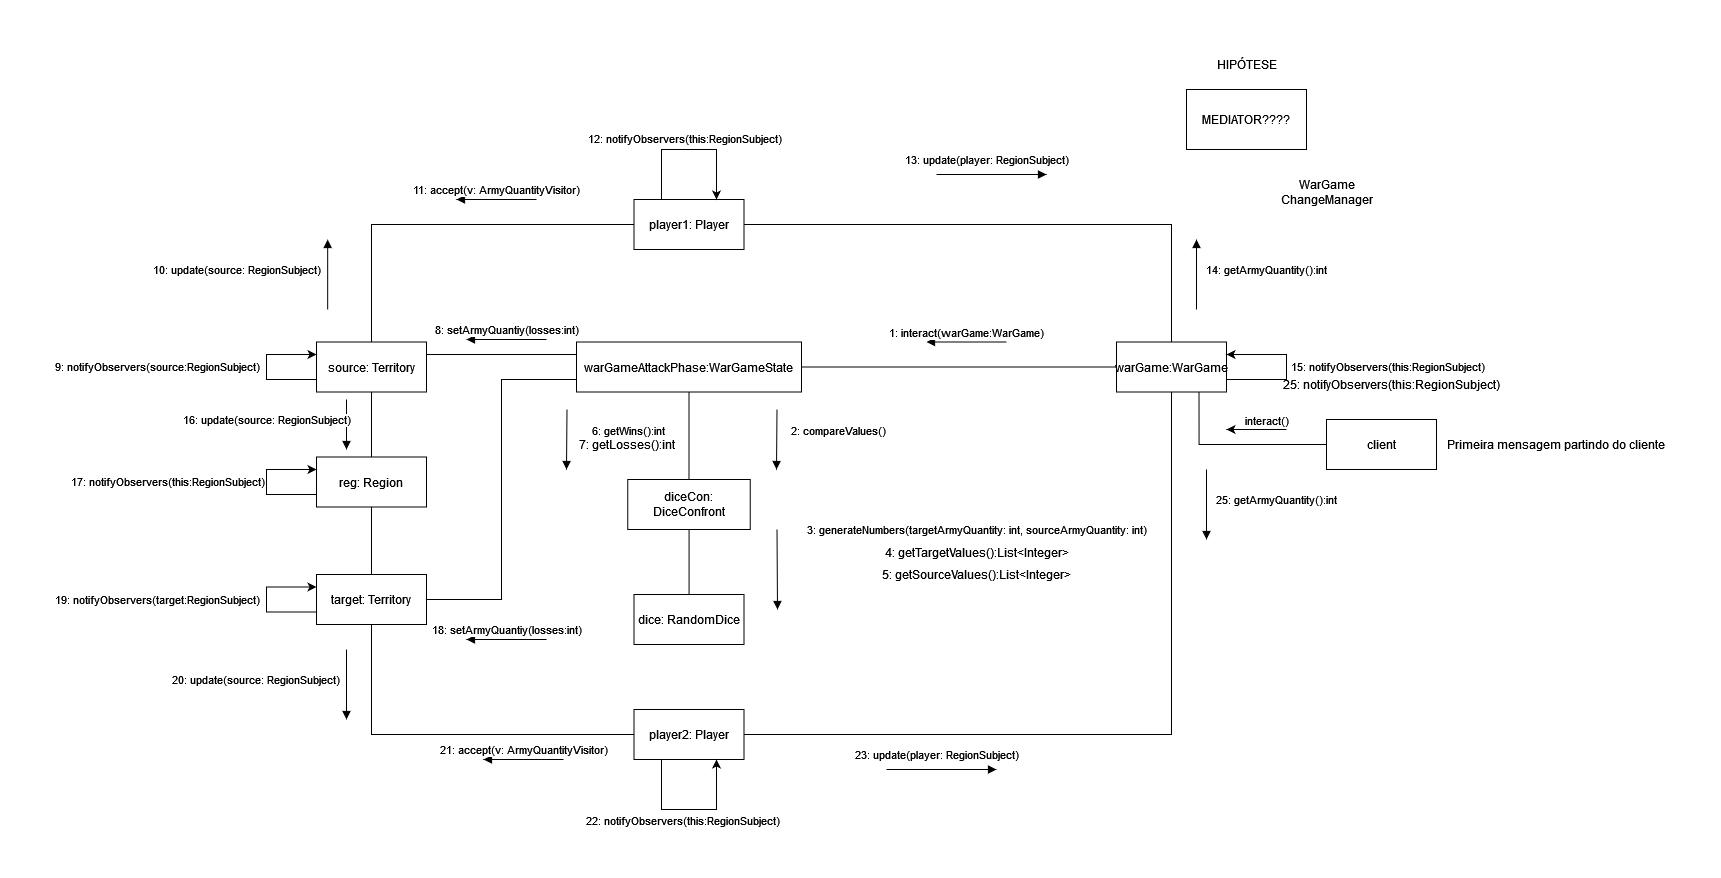 HIPÓTESE
MEDIATOR????
12: notifyObservers(this:RegionSubject)
13: update(player: RegionSubject)
WarGame
ChangeManager
11: accept(v: ArmyQuantityVisitor)
player1: Player
10: update(source: RegionSubject)
14: getArmyQuantity():int
8: setArmyQuantiy(losses:int)
1: interact(warGame:WarGame)
9: notifyObservers(source:RegionSubject)
source: Territory
warGameAttackPhase:WarGameState
warGame:WarGame
15: notifyObservers(this:RegionSubject)
25: notifyObservers(this:RegionSubject)
16: update(source: RegionSubject)
6: getWins():int
7: getLosses():int
2: compareValues()
interact()
client
Primeira mensagem partindo do cliente
17: notifyObservers(this:RegionSubject)
reg: Region
diceCon:
DiceConfront
25: getArmyQuantity():int
3: generateNumbers(targetArmyQuantity: int, sourceArmyQuantity: int)
4: getTargetValues():List<Integer>
5: getSourceValues():List<Integer>
19: notifyObservers(target:RegionSubject)
target: Territory
dice: RandomDice
18: setArmyQuantiy(losses:int)
20: update(source: RegionSubject)
player2: Player
21: accept(v: ArmyQuantityVisitor)
23: update(player: RegionSubject)
22: notifyObservers(this:RegionSubject)